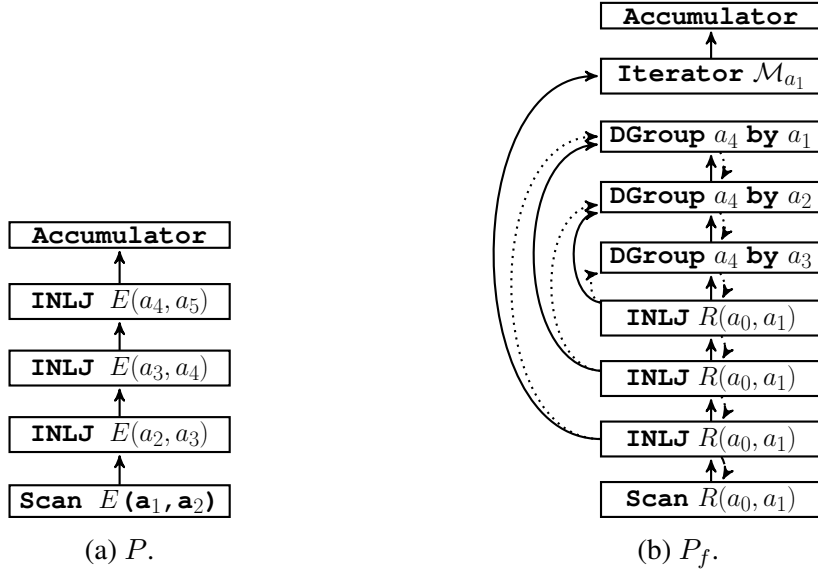 Accumulator
INLJ E(a₄, a₅)
INLJ E(a₃, a₄)
INLJ E(a₂, a₃)
Scan E(a₁,a₂)
(a) P.
Accumulator
Iterator ℳₐ₁
DGroup a₄ by a₁
DGroup a₄ by a₂
DGroup a₄ by a₃
INLJ R(a₀, a₁)
INLJ R(a₀, a₁)
INLJ R(a₀, a₁)
Scan R(a₀, a₁)
(b) P_f.